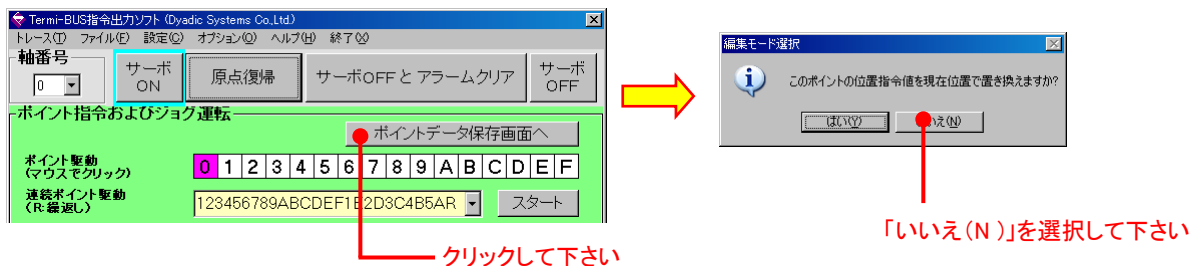 Termi-BUS指令出力ソフト (Dyadic Systems Co.,Ltd.)
トレース(T) ファイル(F) 設定(C) オプション(O) ヘルプ(H) 終了(X)
軸番号
0
サーボ
ON
原点復帰
サーボOFFとアラームクリア
サーボ
OFF
ポイント指令およびジョグ運転
ポイントデータ保存画面へ
ポイント駆動
(マウスでクリック)
0 1 2 3 4 5 6 7 8 9 A B C D E F
連続ポイント駆動
(R:繰返し)
123456789ABCDEF1E2D3C4B5AR
スタート
クリックして下さい
編集モード選択
このポイントの位置指令値を現在位置で置き換えますか?
はい(Y)
いいえ(N)
「いいえ(N )」を選択して下さい